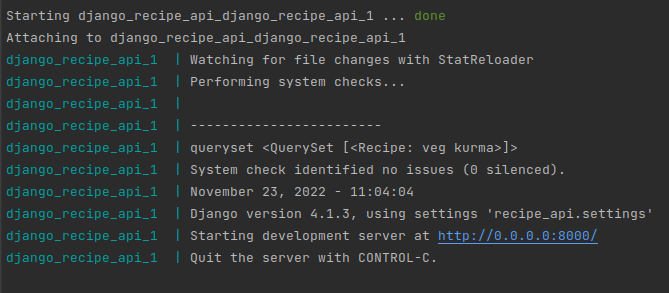 Starting django_recipe_api_django_recipe_api_1 ... done
Attaching to django_recipe_api_django_recipe_api_1
django_recipe_api_1  | Watching for file changes with StatReloader
django_recipe_api_1  | Performing system checks...
django_recipe_api_1  |
django_recipe_api_1  | ------------------------
django_recipe_api_1  | queryset <QuerySet [<Recipe: veg kurma>]>
django_recipe_api_1  | System check identified no issues (0 silenced).
django_recipe_api_1  | November 23, 2022 - 11:04:04
django_recipe_api_1  | Django version 4.1.3, using settings 'recipe_api.settings'
django_recipe_api_1  | Starting development server at http://0.0.0.0:8000/
django_recipe_api_1  | Quit the server with CONTROL-C.